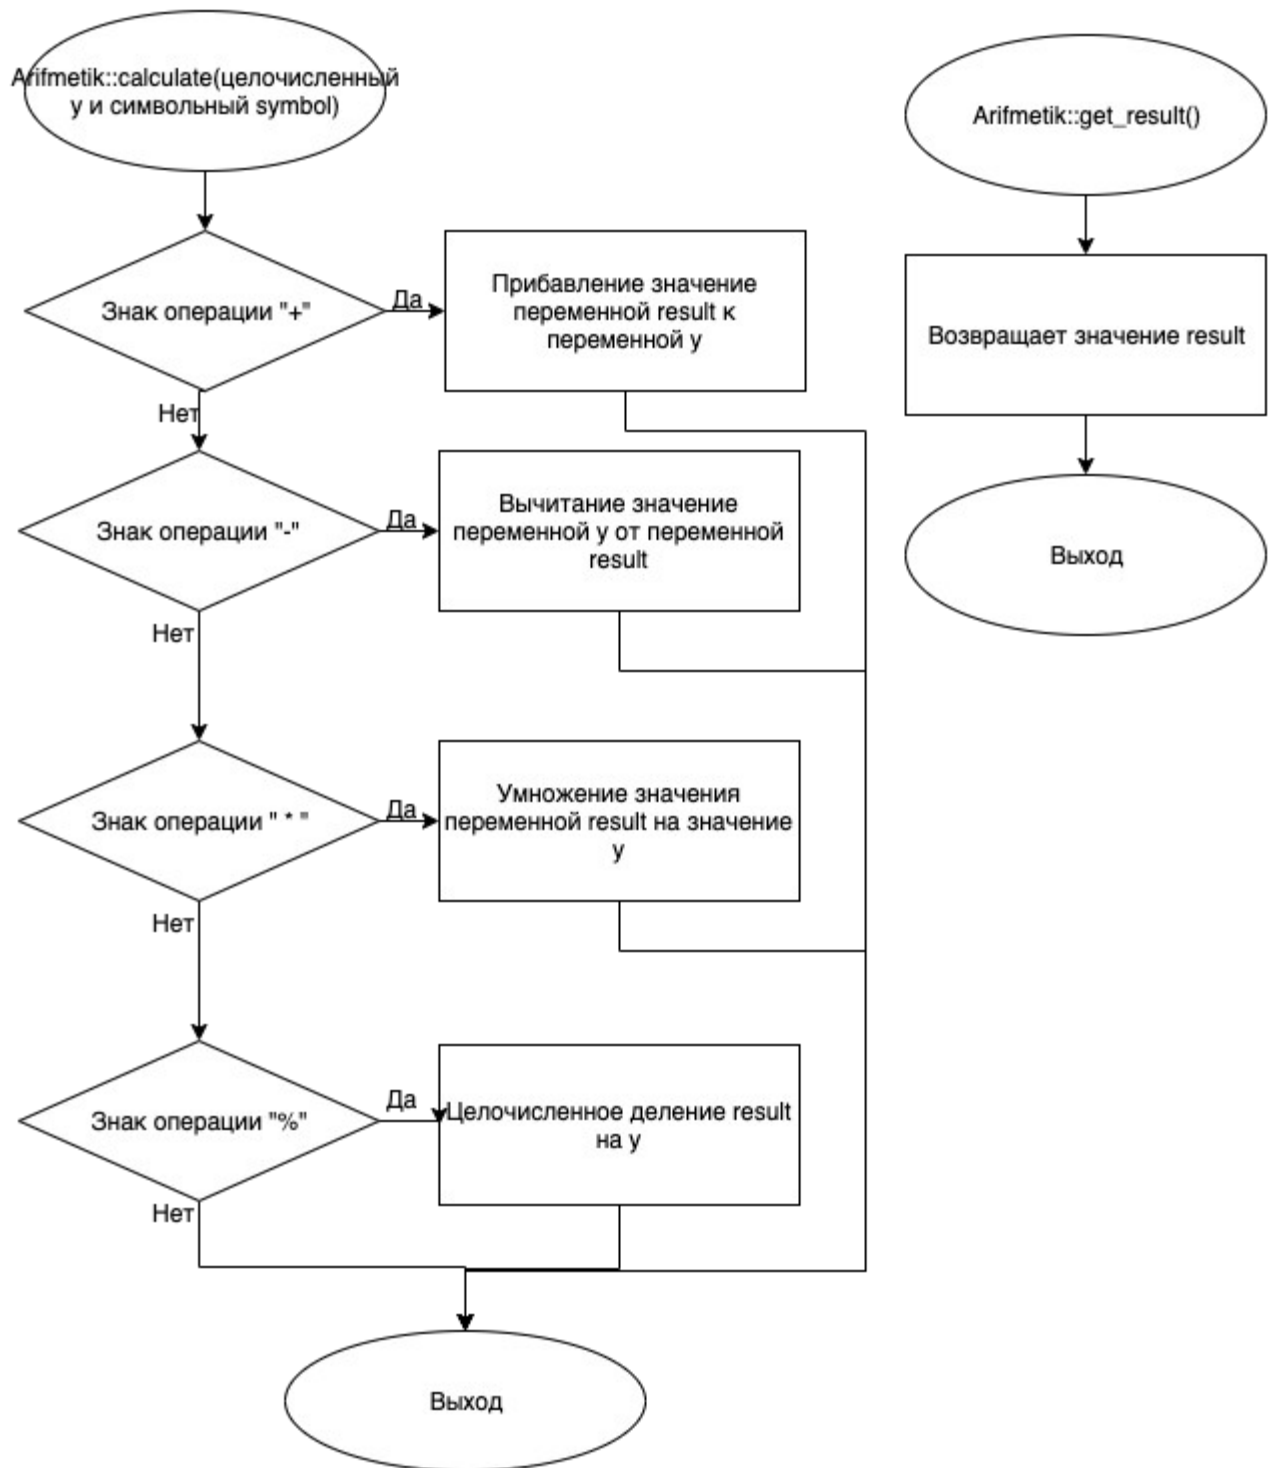 Arifmetik::calculate(целочисленный
y и символьный symbol)
Знак операции "+"
Да
Прибавление значение
переменной result к
переменной y
Нет
Знак операции "-"
Да
Вычитание значение
переменной y от переменной
result
Нет
Знак операции " * "
Да
Умножение значения
переменной result на значение
y
Нет
Знак операции "%"
Да
Целочисленное деление result
на y
Нет
Выход
Arifmetik::get_result()
Возвращает значение result
Выход